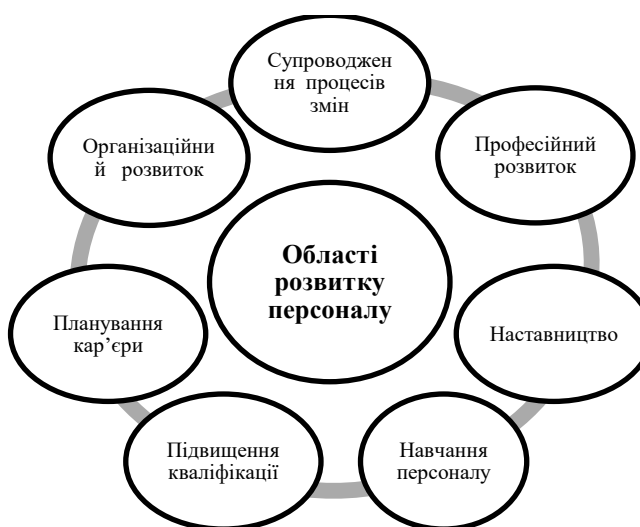 Супроводжен
ня процесів
змін
Професійний
розвиток
Наставництво
Навчання
персоналу
Підвищення
кваліфікації
Планування
кар’єри
Організаційни
й розвиток
Області
розвитку
персоналу